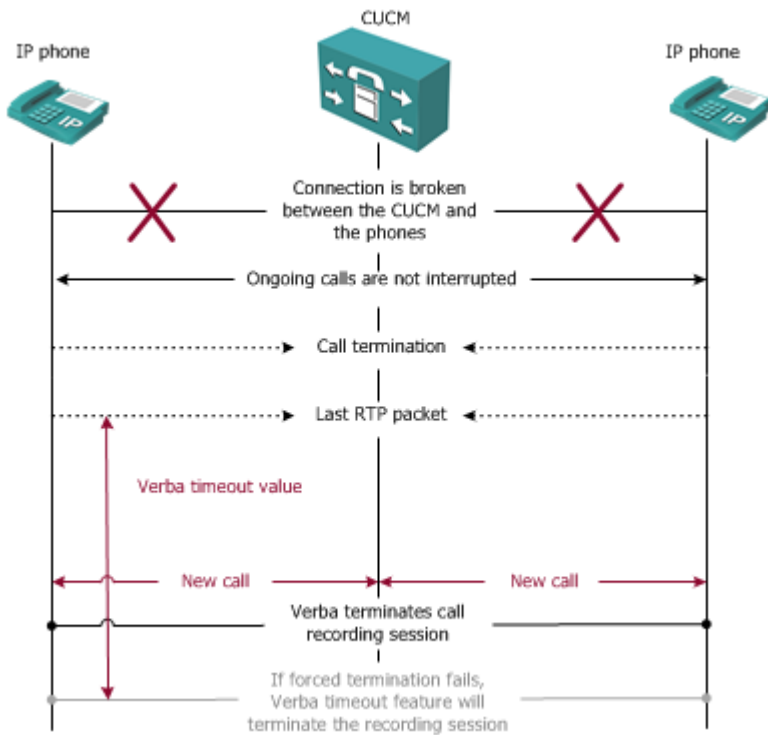 CUCM
IP phone
IP phone
IP
IP
Connection is broken
between the CUCM and
the phones
Ongoing calls are not interrupted
Call termination
Last RTP packet
Verba timeout value
New call
New call
Verba terminates call
recording session
If forced termination fails,
Verba timeout feature will
terminate the recording session